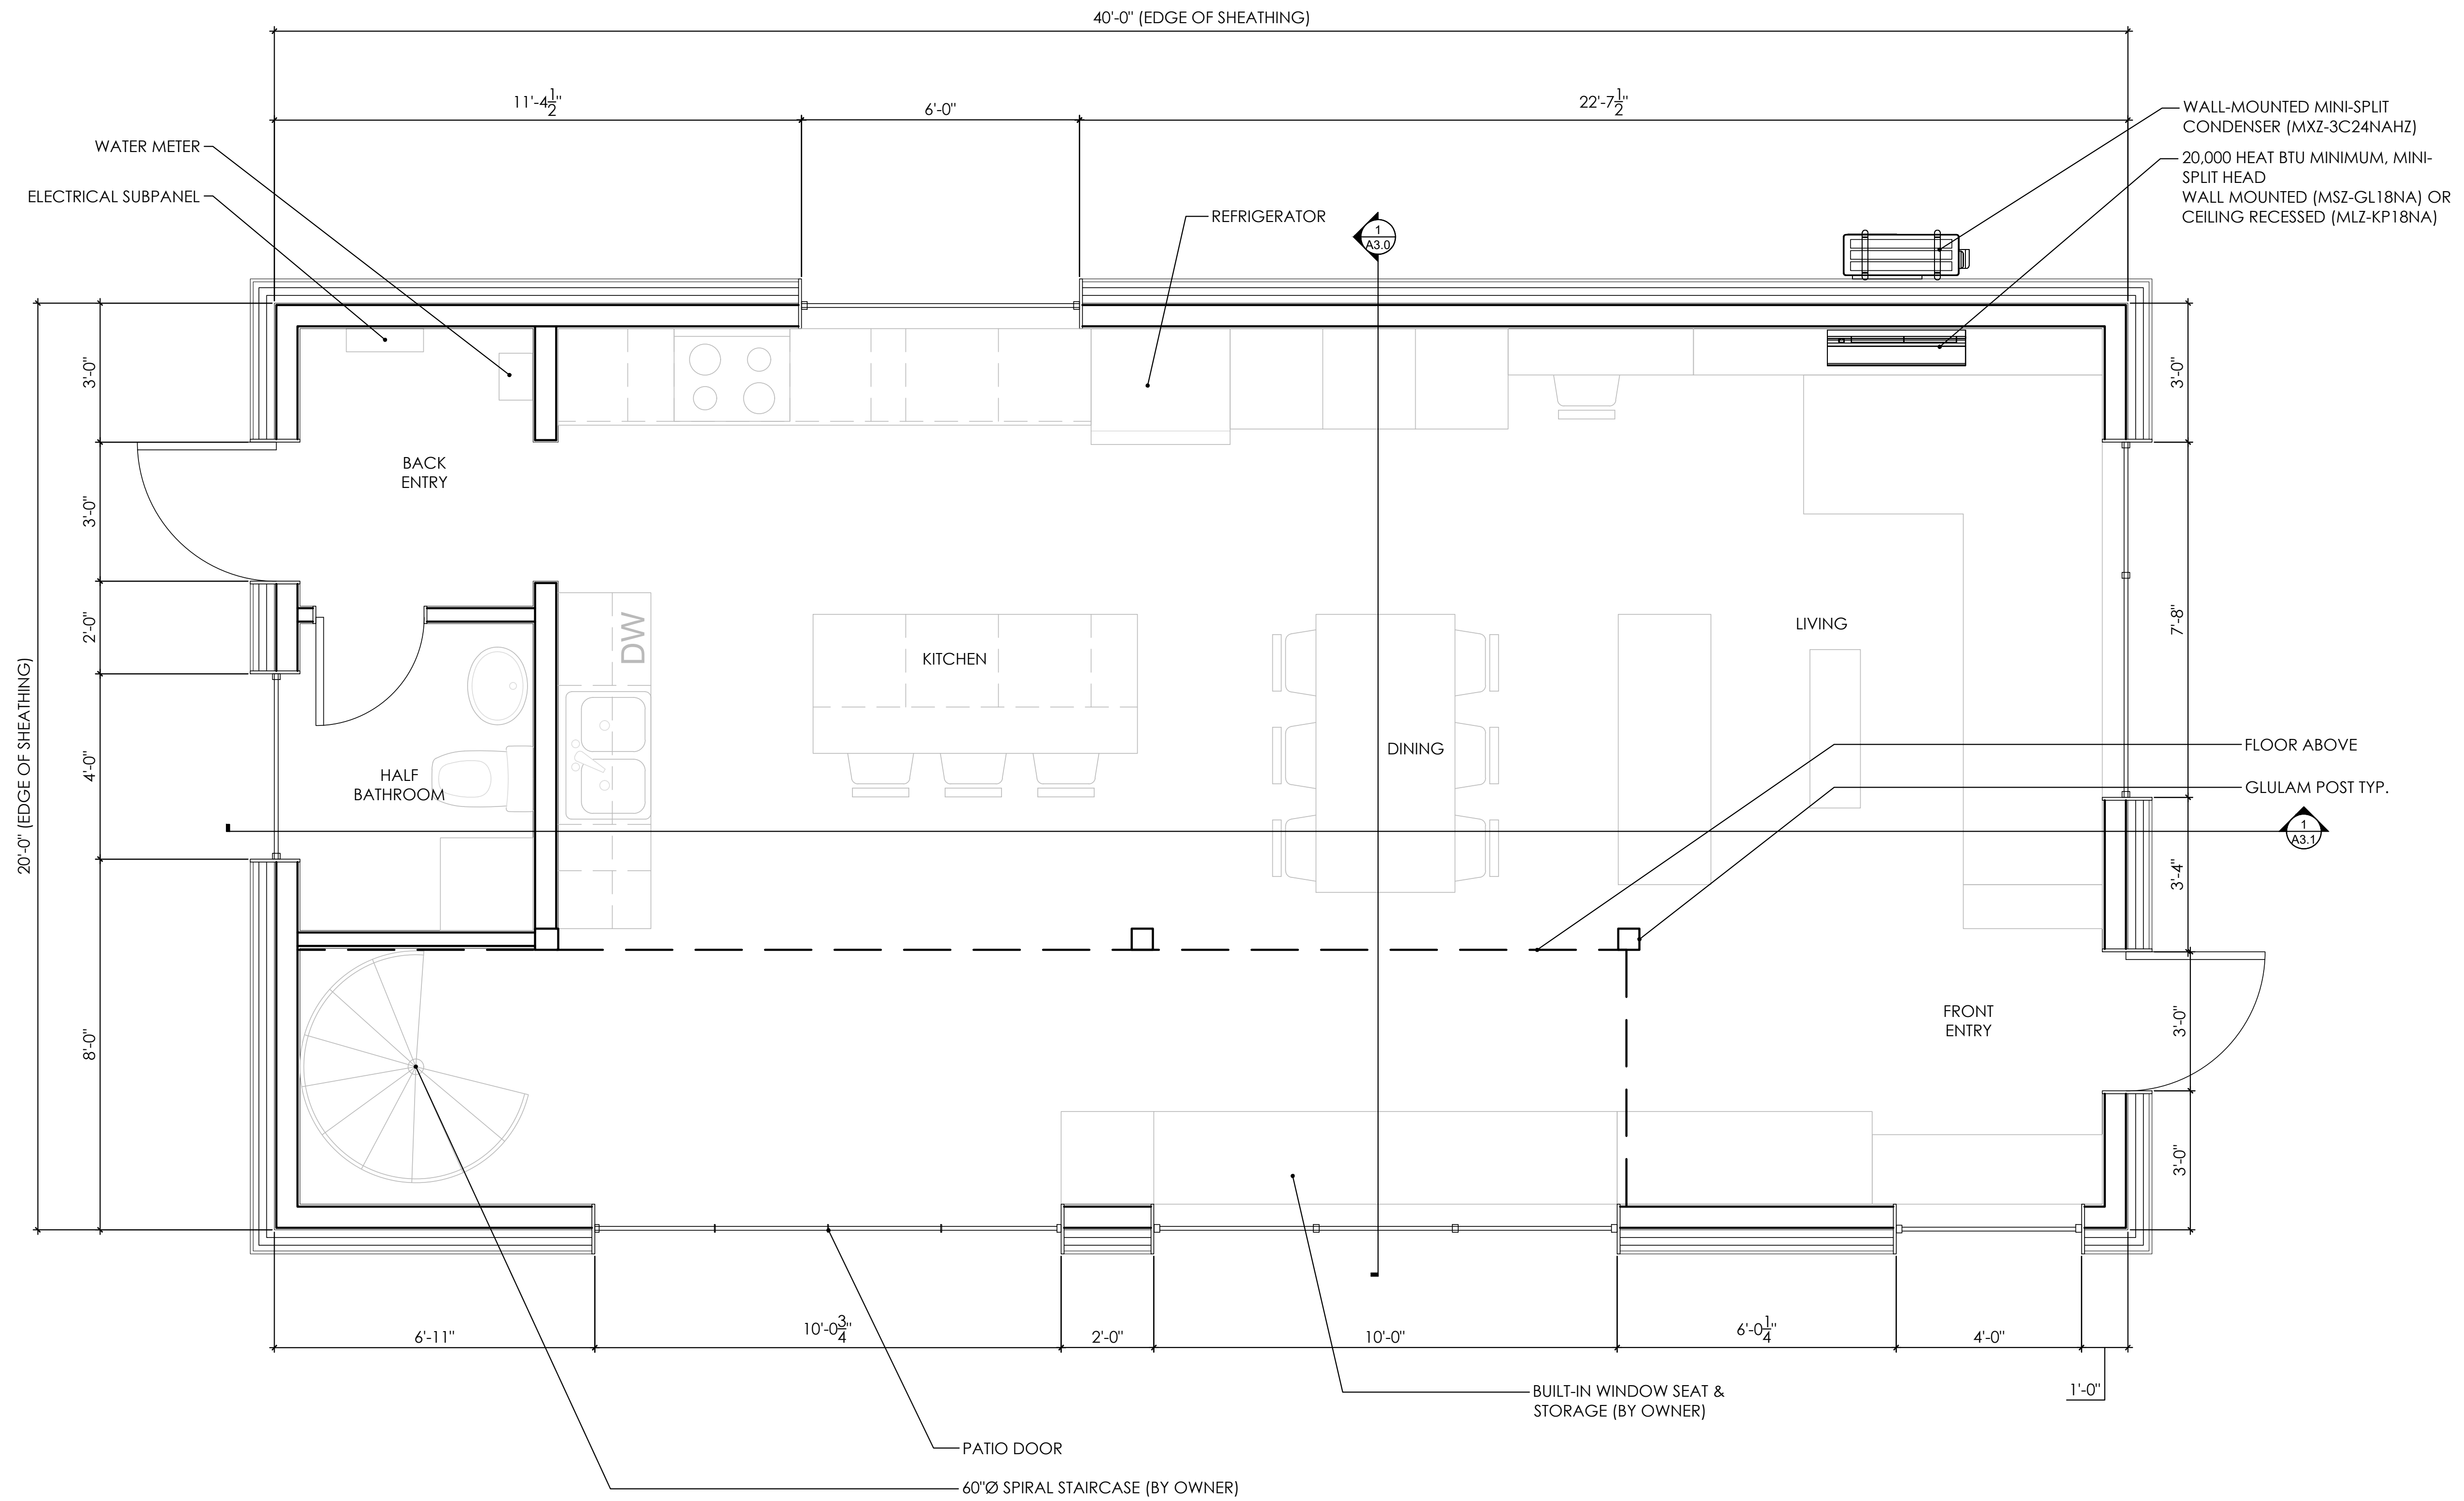 40'-0" (EDGE OF SHEATHING)
11'-4 1/2"
6'-0"
22'-7 1/2"
WALL-MOUNTED MINI-SPLIT
CONDENSER (MXZ-3C24NAHZ)
20,000 HEAT BTU MINIMUM, MINI-
SPLIT HEAD
WALL MOUNTED (MSZ-GL18NA) OR
CEILING RECESSED (MLZ-KP18NA)
WATER METER
ELECTRICAL SUBPANEL
REFRIGERATOR
1
A3.0
3'-0"
3'-0"
BACK
ENTRY
3'-0"
2'-0"
DW
KITCHEN
LIVING
7'-8"
20'-0" (EDGE OF SHEATHING)
4'-0"
HALF
BATHROOM
DINING
FLOOR ABOVE
GLULAM POST TYP.
1
A3.1
3'-4"
8'-0"
FRONT
ENTRY
3'-0"
3'-0"
6'-11"
10'-0 3/4"
2'-0"
10'-0"
6'-0 1/4"
4'-0"
1'-0"
BUILT-IN WINDOW SEAT &
STORAGE (BY OWNER)
PATIO DOOR
60"Ø SPIRAL STAIRCASE (BY OWNER)